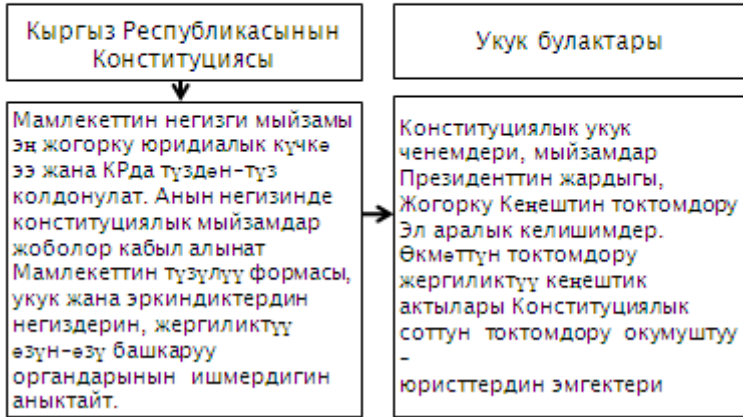 Кыргыз Республикасынын
Конституциясы
Мамлекеттин негизги мыйзамы
эң жогорку юридиалык күчкө
ээ жана КРда түздөн-түз
колдонулат. Анын негизинде
конституциялык мыйзамдар
жоболор кабыл алынат
Мамлекеттин түзүлүү формасы,
укук жана эркиндиктердин
негиздерин, жергиликтүү
өзүн-өзү башкаруу
органдарынын ишмердигин
аныктайт.
Укук булактары
Конституциялык укук
ченемдери, мыйзамдар
Президенттин жардыгы,
Жогорку Кеңештин токтомдору
Эл аралык келишимдер.
Өкмөттүн токтомдору
жергиликтүү кеңештик
актылары Конституциялык
соттун токтомдору окумуштуу
–
юристтердин эмгектери